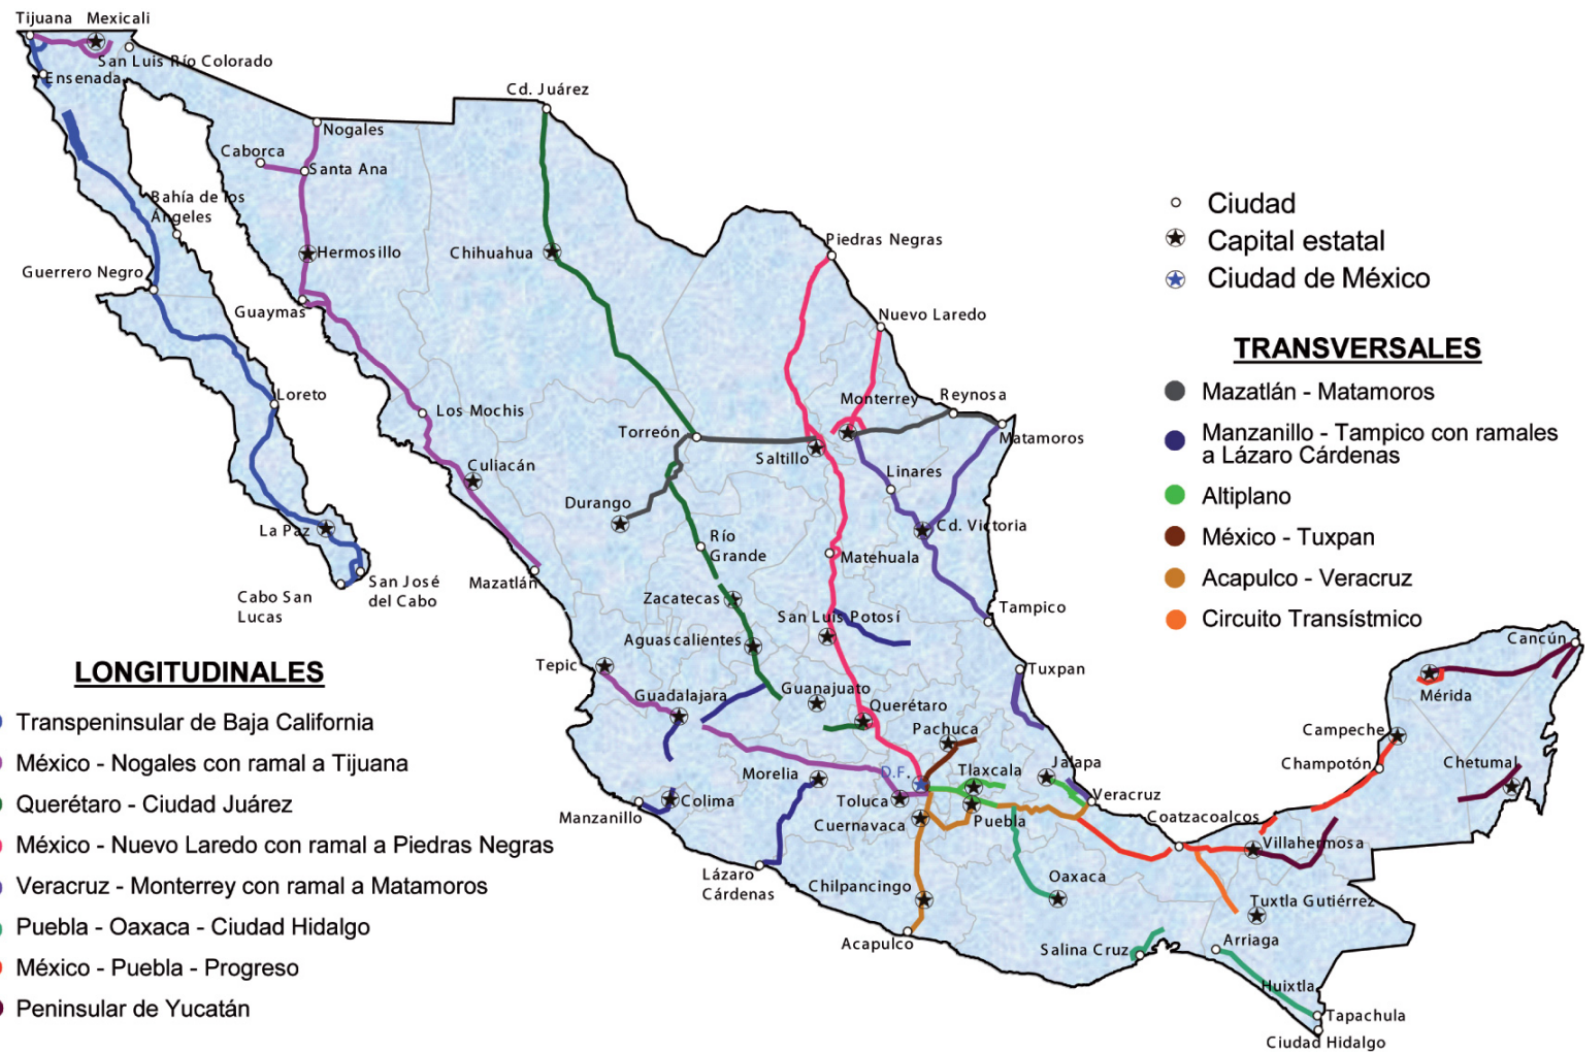 Tijuana
Mexicali
San Luis Río Colorado
Ensenada
Cd. Juárez
Nogales
Caborca
Santa Ana
Bahía de los
Ángeles
Hermosillo
Chihuahua
Piedras Negras
Guerrero Negro
Guaymas
Nuevo Laredo
Loreto
Los Mochis
Monterrey
Reynosa
Torreón
Matamoros
Saltillo
Culiacán
Linares
Durango
La Paz
Cd. Victoria
Río
Grande
Matehuala
San José
del Cabo
Mazatlán
Cabo San
Lucas
Zacatecas
San Luis Potosí
Tampico
Aguascalientes
Tepic
Tuxpan
Guadalajara
Guanajuato
Querétaro
Pachuca
Morelia
D.F.
Tlaxcala
Jalapa
Manzanillo
Colima
Toluca
Cuernavaca
Puebla
Veracruz
Coatzacoalcos
Villahermosa
Lázaro
Cárdenas
Chilpancingo
Oaxaca
Tuxtla Gutiérrez
Acapulco
Salina Cruz
Arriaga
Huixtla
Tapachula
Ciudad Hidalgo
Cancún
Mérida
Campeche
Champotón
Chetumal
Ciudad
Capital estatal
Ciudad de México
TRANSVERSALES
Mazatlán - Matamoros
Manzanillo - Tampico con ramales
a Lázaro Cárdenas
Altiplano
México - Tuxpan
Acapulco - Veracruz
Circuito Transístmico
LONGITUDINALES
Transpeninsular de Baja California
México - Nogales con ramal a Tijuana
Querétaro - Ciudad Juárez
México - Nuevo Laredo con ramal a Piedras Negras
Veracruz - Monterrey con ramal a Matamoros
Puebla - Oaxaca - Ciudad Hidalgo
México - Puebla - Progreso
Peninsular de Yucatán